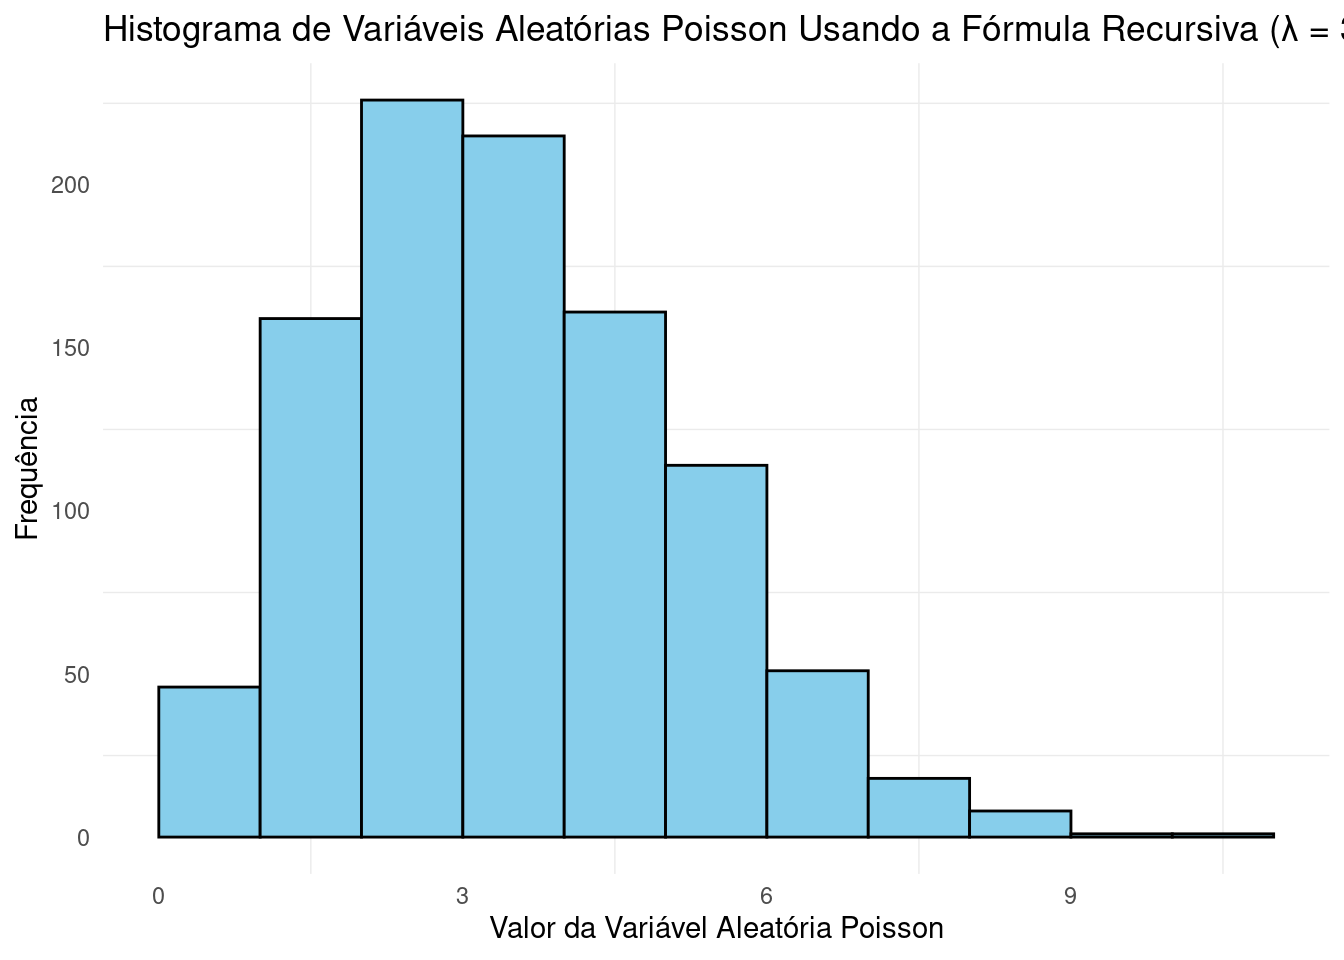 Histograma de Variáveis Aleatórias Poisson Usando a Fórmula Recursiva (λ =
200
150
100
50
0
Frequência
0 3 6 9
Valor da Variável Aleatória Poisson